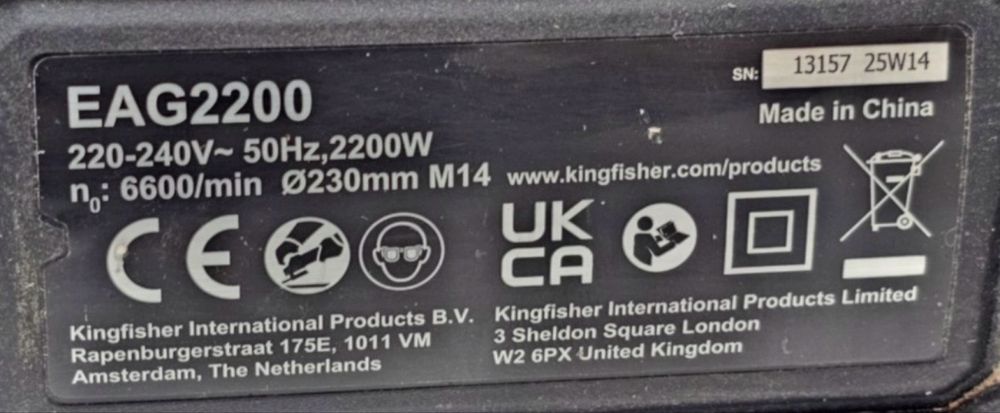 SN: 13157 25W14
EAG2200
Made in China
220-240V~ 50Hz,2200W
n₀: 6600/min Ø230mm M14
www.kingfisher.com/products
CE
UK
CA
Kingfisher International Products B.V.
Rapenburgerstraat 175E, 1011 VM
Amsterdam, The Netherlands
Kingfisher International Products Limited
3 Sheldon Square London
W2 6PX United Kingdom